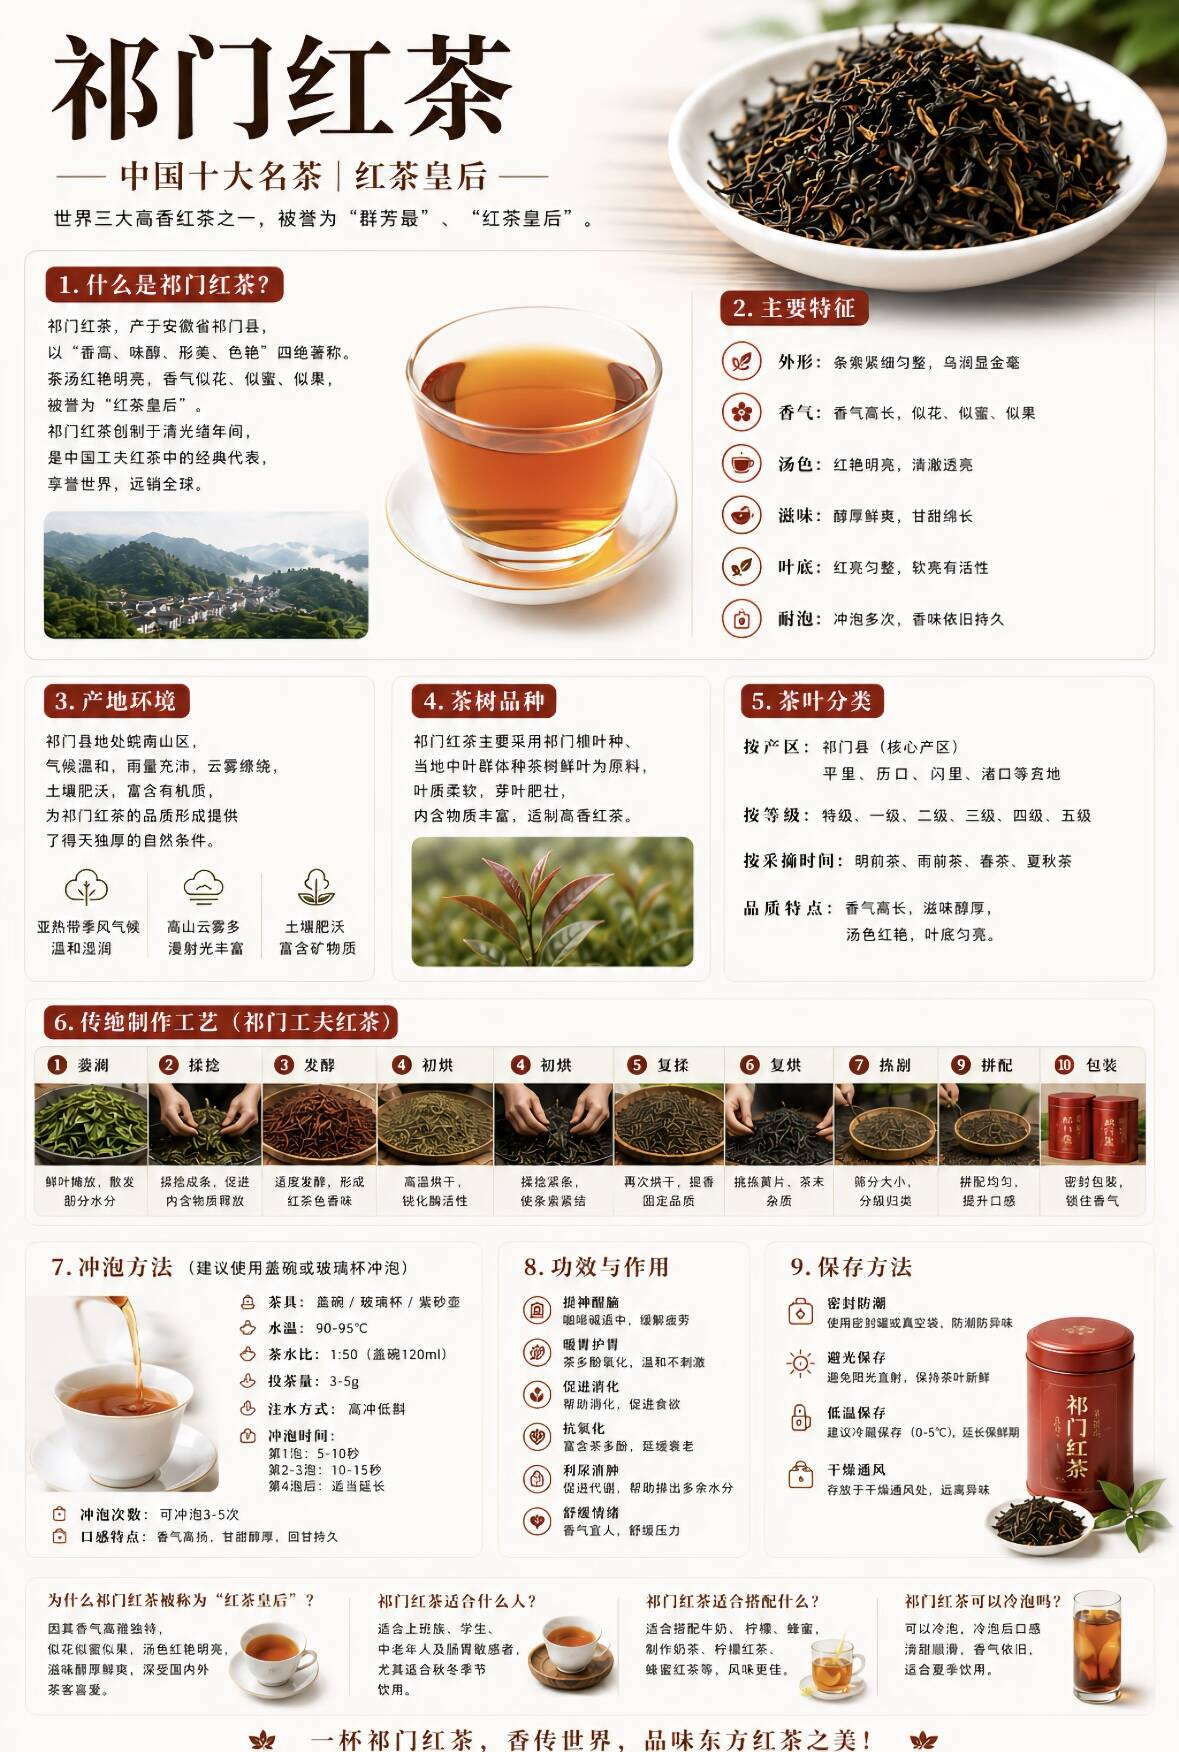 祁门红茶
中国十大名茶｜红茶皇后
世界三大高香红茶之一，被誉为“群芳最”、“红茶皇后”。
1. 什么是祁门红茶？
祁门红茶，产于安徽省祁门县，
以“香高、味醇、形美、色艳”四绝著称。
茶汤红艳明亮，香气似花、似蜜、似果，
被誉为“红茶皇后”。
祁门红茶创制于清光绪年间，
是中国工夫红茶中的经典代表，
享誉世界，远销全球。
2. 主要特征
外形：条索紧细匀整，乌润显金毫
香气：香气高长，似花、似蜜、似果
汤色：红艳明亮，清澈透亮
滋味：醇厚鲜爽，甘甜绵长
叶底：红亮匀整，软亮有活性
耐泡：冲泡多次，香味依旧持久
3. 产地环境
祁门县地处皖南山区，
气候温和，雨量充沛，云雾缭绕，
土壤肥沃，富含有机质，
为祁门红茶的品质形成提供
了得天独厚的自然条件。
亚热带季风气候
温和湿润
高山云雾多
漫射光丰富
土壤肥沃
富含矿物质
4. 茶树品种
祁门红茶主要采用祁门槠叶种、
当地中叶群体种茶树鲜叶为原料，
叶质柔软，芽叶肥壮，
内含物质丰富，适制高香红茶。
5. 茶叶分类
按产区：祁门县（核心产区）
平里、历口、闪里、渚口等地
按等级：特级、一级、二级、三级、四级、五级
按采摘时间：明前茶、雨前茶、春茶、夏秋茶
品质特点：香气高长，滋味醇厚，
汤色红艳，叶底匀亮。
6. 传统制作工艺（祁门工夫红茶）
1 萎凋
鲜叶摊放，散发
部分水分
2 揉捻
揉捻成条，促进
内含物质释放
3 发酵
适度发酵，形成
红茶色香味
4 初烘
高温烘干，
钝化酶活性
4 初烘
揉捻紧条，
使条索紧结
5 复揉
再次烘干，提香
固定品质
6 复烘
挑拣黄片、茶末
杂质
7 拣剔
筛分大小，
分级归类
9 拼配
拼配均匀，
提升口感
10 包装
密封包装，
锁住香气
7. 冲泡方法（建议使用盖碗或玻璃杯冲泡）
茶具：盖碗 / 玻璃杯 / 紫砂壶
水温：90-95℃
茶水比：1:50（盖碗120ml）
投茶量：3-5g
注水方式：高冲低斟
冲泡时间：
第1泡：5-10秒
第2-3泡：10-15秒
第4泡后：适当延长
冲泡次数：可冲泡3-5次
口感特点：香气高扬，甘甜醇厚，回甘持久
8. 功效与作用
提神醒脑
咖啡碱适中，缓解疲劳
暖胃护胃
茶多酚氧化，温和不刺激
促进消化
帮助消化，促进食欲
抗氧化
富含茶多酚，延缓衰老
利尿消肿
促进代谢，帮助排出多余水分
舒缓情绪
香气宜人，舒缓压力
9. 保存方法
密封防潮
使用密封罐或真空袋，防潮防异味
避光保存
避免阳光直射，保持茶叶新鲜
低温保存
建议冷藏保存（0-5℃），延长保鲜期
干燥通风
存放于干燥通风处，远离异味
祁门红茶
为什么祁门红茶被称为“红茶皇后”？
因其香气高雅独特，
似花似蜜似果，汤色红艳明亮，
滋味醇厚鲜爽，深受国内外
茶客喜爱。
祁门红茶适合什么人？
适合上班族、学生、
中老年人及肠胃敏感者，
尤其适合秋冬季节
饮用。
祁门红茶适合搭配什么？
适合搭配牛奶、柠檬、蜂蜜，
制作奶茶、柠檬红茶、
蜂蜜红茶等，风味更佳。
祁门红茶可以冷泡吗？
可以冷泡，冷泡后口感
清甜顺滑，香气依旧，
适合夏季饮用。
一杯祁门红茶，香传世界，品味东方红茶之美！